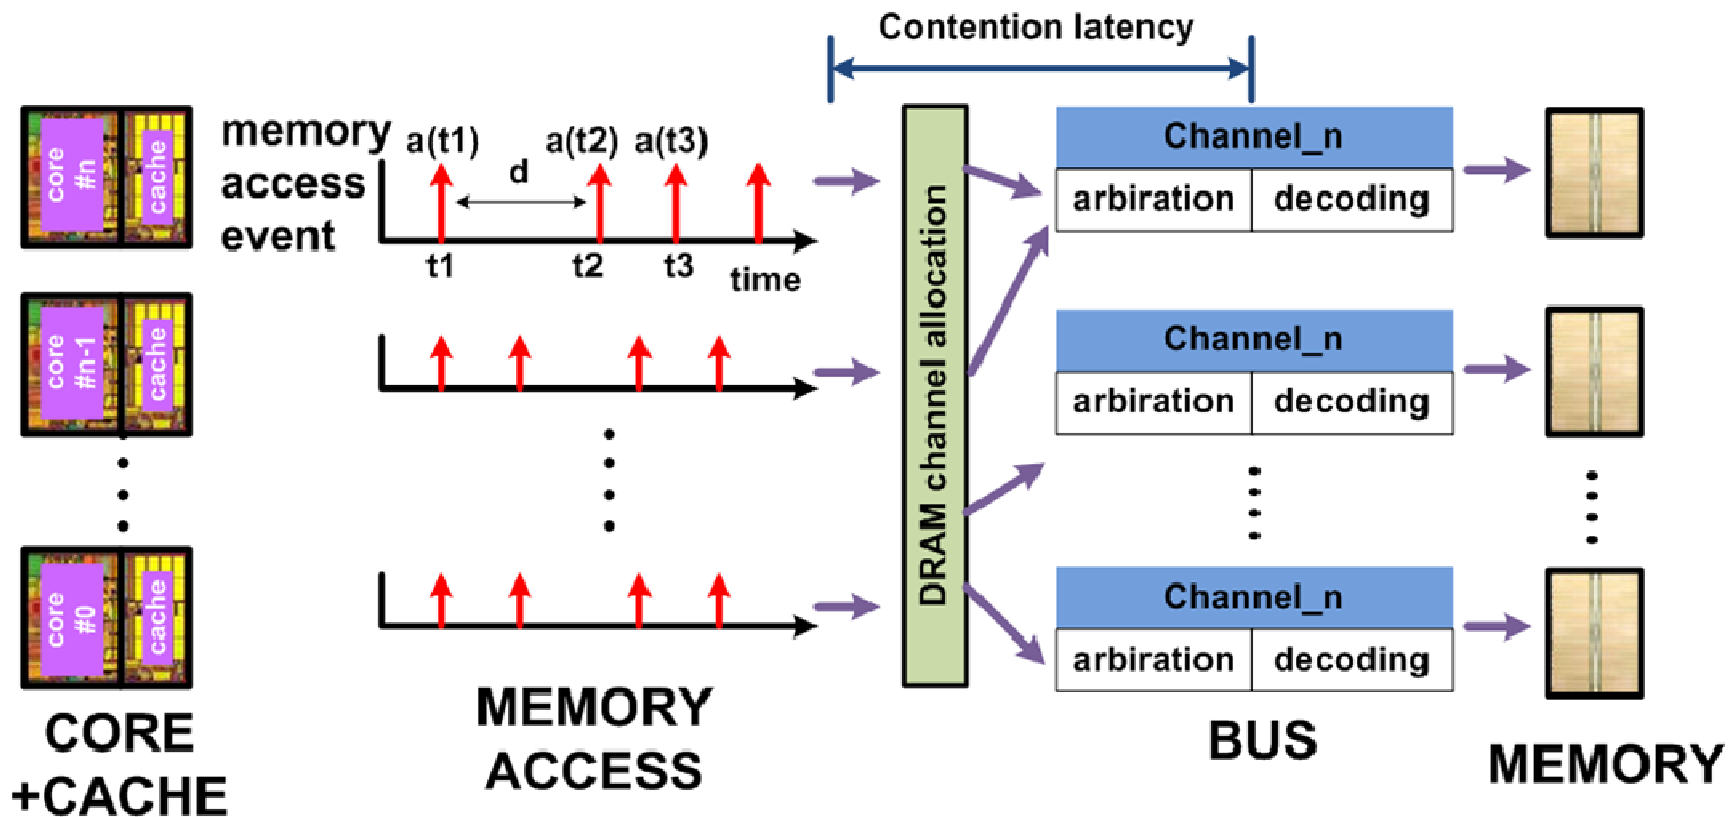 Contention latency
core
#n
cache
memory
access
event
a(t1)
a(t2)
a(t3)
d
t1
t2
t3
time
DRAM channel allocation
Channel_n
arbiration
decoding
core
#n-1
cache
Channel_n
arbiration
decoding
core
#0
cache
Channel_n
arbiration
decoding
CORE
+CACHE
MEMORY
ACCESS
BUS
MEMORY